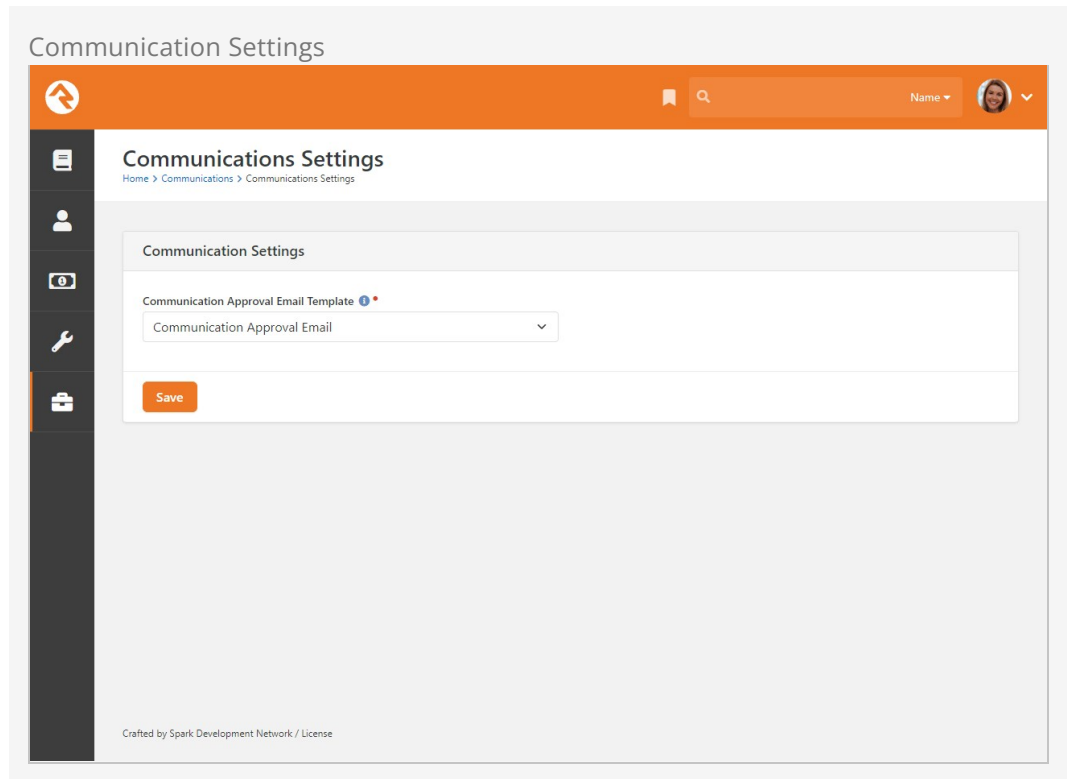 Communication Settings
Name
Communications Settings
Home > Communications > Communications Settings
Communication Settings
Communication Approval Email Template
Communication Approval Email
Save
Crafted by Spark Development Network / License